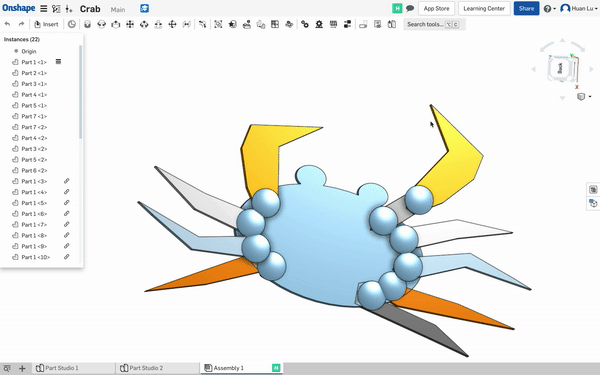 Onshape Crab Main H App Store Learning Center Share Huan Lu
Insert Search tools... ⌥ C
Instances (22)
Origin
Part 1 <1>
Part 2 <1>
Part 3 <1>
Part 4 <1>
Part 5 <1>
Part 7 <1>
Part 7 <2>
Part 4 <2>
Part 3 <2>
Part 5 <2>
Part 6 <2>
Part 1 <3>
Part 1 <4>
Part 1 <5>
Part 1 <6>
Part 1 <7>
Part 1 <8>
Part 1 <9>
Part 1 <10>
Part Studio 1 Part Studio 2 Assembly 1 H